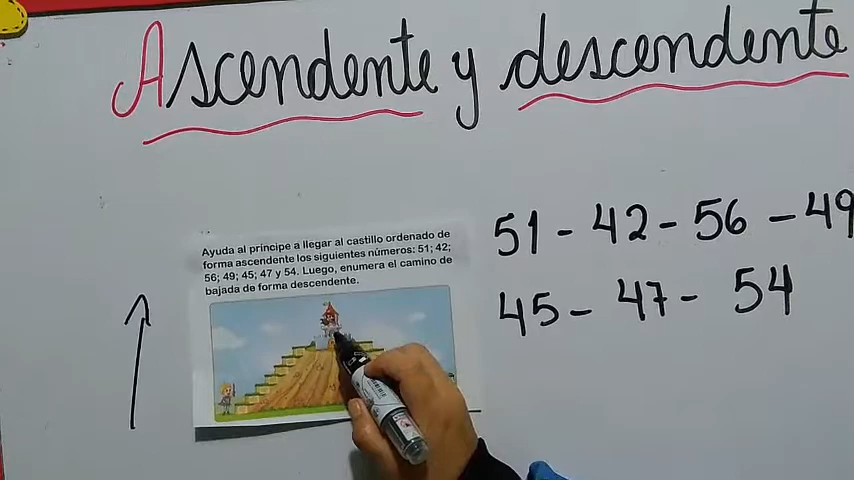 Ascendente y descendente
Ayuda al príncipe a llegar al castillo ordenado de
forma ascendente los siguientes números: 51; 42;
56; 49; 45; 47 y 54. Luego, enumera el camino de
bajada de forma descendente.
51 - 42 - 56 - 49
45 - 47 - 54